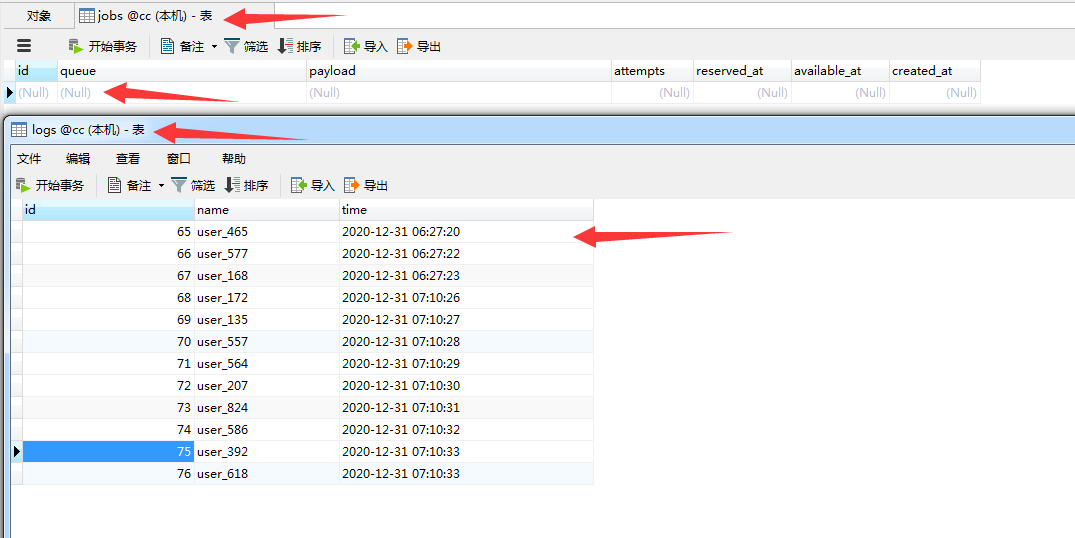 对象 jobs @cc (本机) - 表
开始事务 备注 筛选 排序 导入 导出
id queue payload attempts reserved_at available_at created_at
(Null) (Null) (Null) (Null) (Null) (Null) (Null)
logs @cc (本机) - 表
文件 编辑 查看 窗口 帮助
开始事务 备注 筛选 排序 导入 导出
id name time
65 user_465 2020-12-31 06:27:20
66 user_577 2020-12-31 06:27:22
67 user_168 2020-12-31 06:27:23
68 user_172 2020-12-31 07:10:26
69 user_135 2020-12-31 07:10:27
70 user_557 2020-12-31 07:10:28
71 user_564 2020-12-31 07:10:29
72 user_207 2020-12-31 07:10:30
73 user_824 2020-12-31 07:10:31
74 user_586 2020-12-31 07:10:32
75 user_392 2020-12-31 07:10:33
76 user_618 2020-12-31 07:10:33